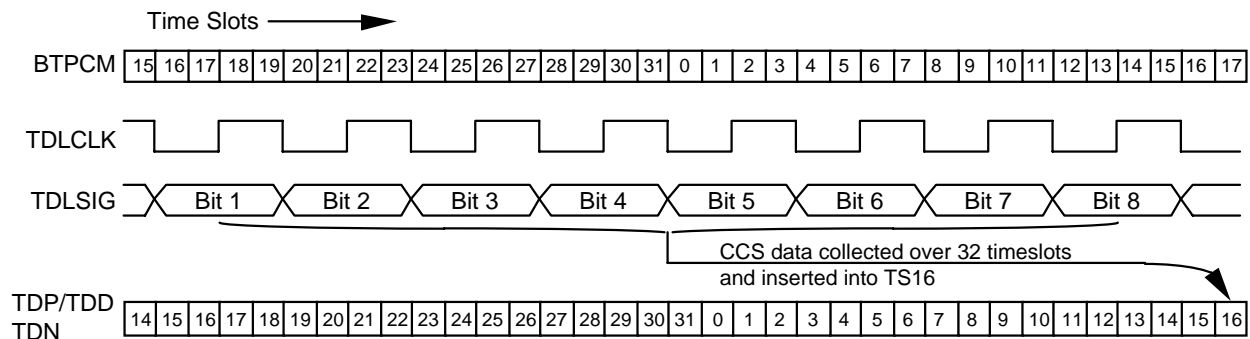 Time Slots
BTPCM 15 16 17 18 19 20 21 22 23 24 25 26 27 28 29 30 31 0 1 2 3 4 5 6 7 8 9 10 11 12 13 14 15 16 17
TDLCLK
TDLSIG Bit 1 Bit 2 Bit 3 Bit 4 Bit 5 Bit 6 Bit 7 Bit 8
CCS data collected over 32 timeslots
and inserted into TS16
TDP/TDD
TDN
14 15 16 17 18 19 20 21 22 23 24 25 26 27 28 29 30 31 0 1 2 3 4 5 6 7 8 9 10 11 12 13 14 15 16